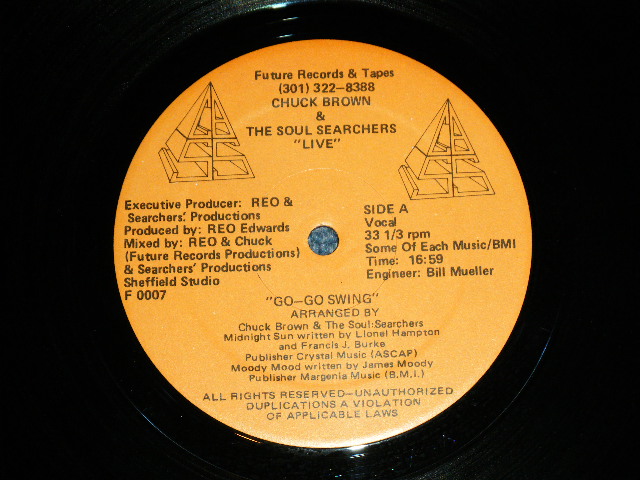 Future Records & Tapes
(301) 322-8388
CHUCK BROWN
&
THE SOUL SEARCHERS
"LIVE"
Executive Producer: REO &
Searchers'. Productions
Produced by: REO Edwards
Mixed by: REO & Chuck
(Future Records Productions)
& Searchers' Productions
Sheffield Studio
F 0007
SIDE A
Vocal
33 1/3 rpm
Some Of Each Music/BMI
Time: 16:59
Engineer: Bill Mueller
"GO-GO SWING"
ARRANGED BY
Chuck Brown & The Soul:Searchers
Midnight Sun written by Lionel Hampton
and Francis J. Burke
Publisher Crystal Music (ASCAP)
Moody Mood written by James Moody
Publisher Margenia Music (B.M.I.)
ALL RIGHTS RESERVED-UNAUTHORIZED
DUPLICATIONS A VIOLATION
OF APPLICABLE LAWS